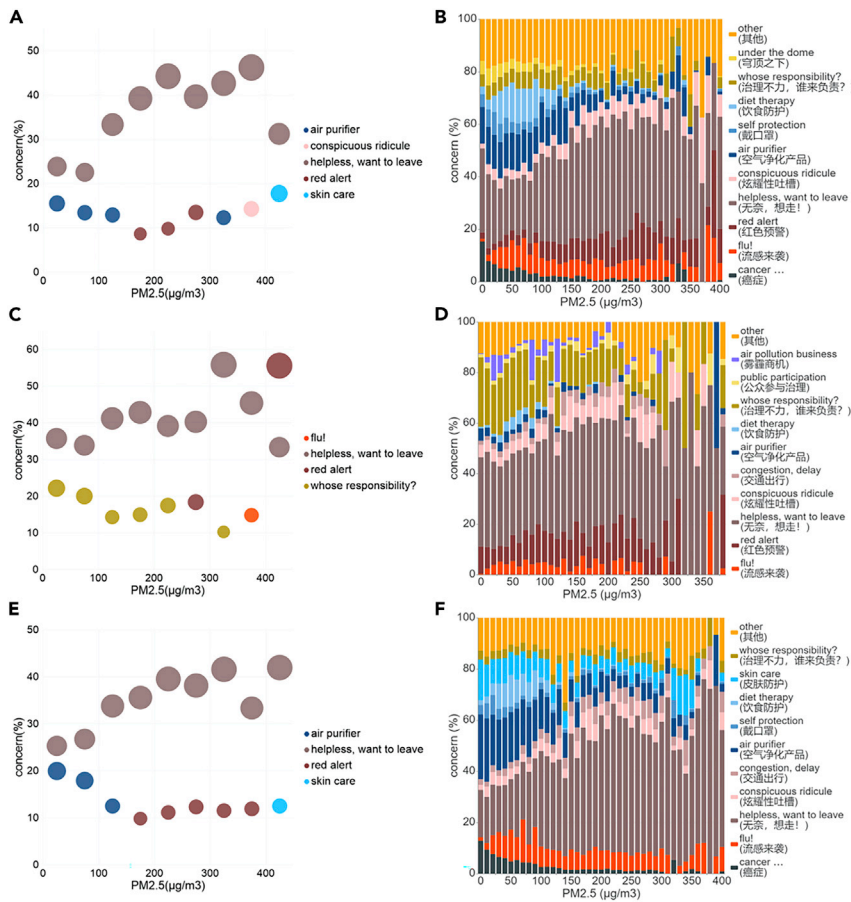 A
50
40
30
20
10
0
concern(%)
0
100
200
300
400
PM2.5(μg/m3)
air purifier
conspicuous ridicule
helpless, want to leave
red alert
skin care
B
100
80
60
40
20
0
concern (%)
0
50
100
150
200
250
300
350
400
PM2.5 (μg/m3)
other
(其他)
under the dome
(穹顶之下)
whose responsibility?
(治理不力，谁来负责?
diet therapy
(饮食防护)
self protection
(戴口罩)
air purifier
(空气净化产品)
conspicuous ridicule
(炫耀性吐槽)
helpless, want to leave
(无奈，想走！)
red alert
(红色预警)
flu!
(流感来袭)
cancer ...
(癌症)
C
60
50
40
30
20
10
0
concern(%)
0
100
200
300
400
PM2.5(μg/m3)
flu!
helpless, want to leave
red alert
whose responsibility?
D
100
80
60
40
20
0
concern (%)
0
50
100
150
200
250
300
350
PM2.5 (μg/m3)
other
(其他)
air pollution business
(雾霾商机)
public participation
(公众参与治理)
whose responsibility?
(治理不力，谁来负责？)
diet therapy
(饮食防护)
air purifier
(空气净化产品)
congestion, delay
(交通出行)
conspicuous ridicule
(炫耀性吐槽)
helpless, want to leave
(无奈，想走！)
red alert
(红色预警)
flu!
(流感来袭)
E
50
40
30
20
10
0
concern(%)
0
100
200
300
400
PM2.5(μg/m3)
air purifier
helpless, want to leave
red alert
skin care
F
100
80
60
40
20
0
concern (%)
0
50
100
150
200
250
300
350
400
PM2.5 (μg/m3)
other
(其他)
whose responsibility?
(治理不力，谁来负责？)
skin care
(皮肤防护)
diet therapy
(饮食防护)
self protection
(戴口罩)
air purifier
(空气净化产品)
congestion, delay
(交通出行)
conspicuous ridicule
(炫耀性吐槽)
helpless, want to leave
(无奈，想走！)
flu!
(流感来袭)
cancer ...
(癌症)